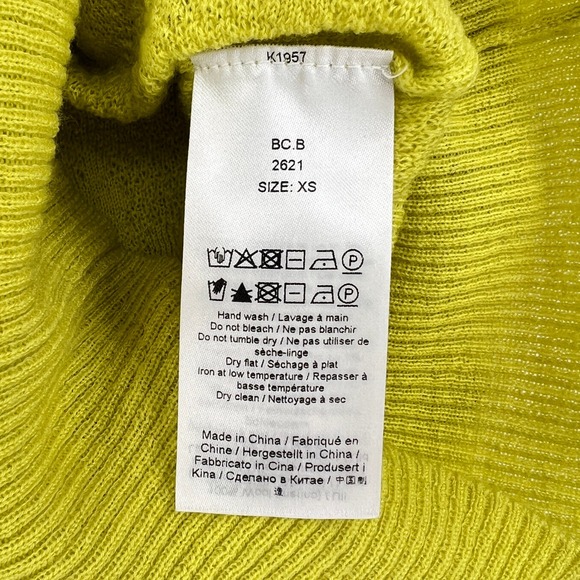 K1957
BC.B
2621
SIZE: XS
P
P
Hand wash / Lavage à main
Do not bleach / Ne pas blanchir
Do not tumble dry / Ne pas utiliser de
sèche-linge
Dry flat / Séchage à plat
Iron at low temperature / Repasser à
basse température
Dry clean / Nettoyage à sec
Made in China / Fabriqué en
Chine / Hergestellt in China /
Fabbricato in Cina / Produsert i
Kina / Сделано в Китае / 中国制
造